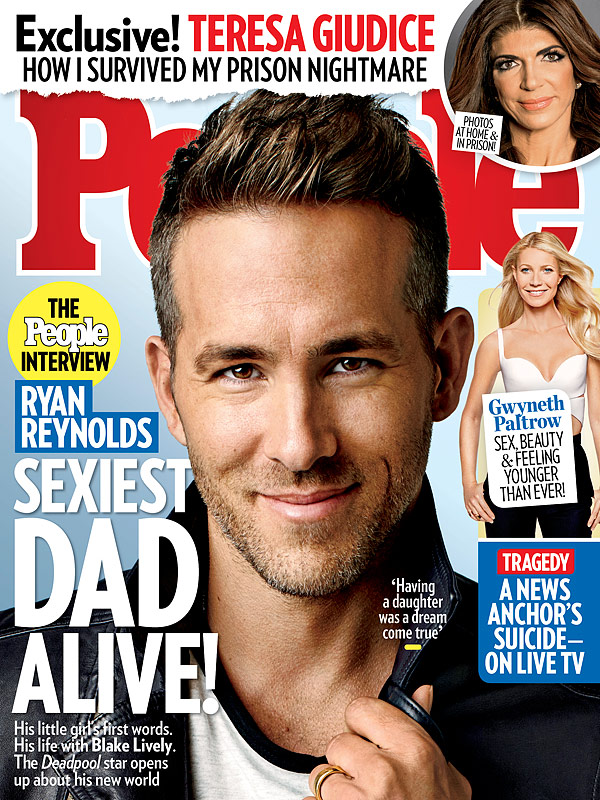 Exclusive! TERESA GIUDICE
HOW I SURVIVED MY PRISON NIGHTMARE
PHOTOS
AT HOME &
IN PRISON!
People
THE
People
INTERVIEW
RYAN
REYNOLDS
SEXIEST
DAD
ALIVE!
His little girl's first words.
His life with Blake Lively.
The Deadpool star opens
up about his new world
'Having
a daughter
was a dream
come true'
Gwyneth
Paltrow
SEX, BEAUTY
& FEELING
YOUNGER
THAN EVER!
TRAGEDY
A NEWS
ANCHOR'S
SUICIDE—
ON LIVE TV